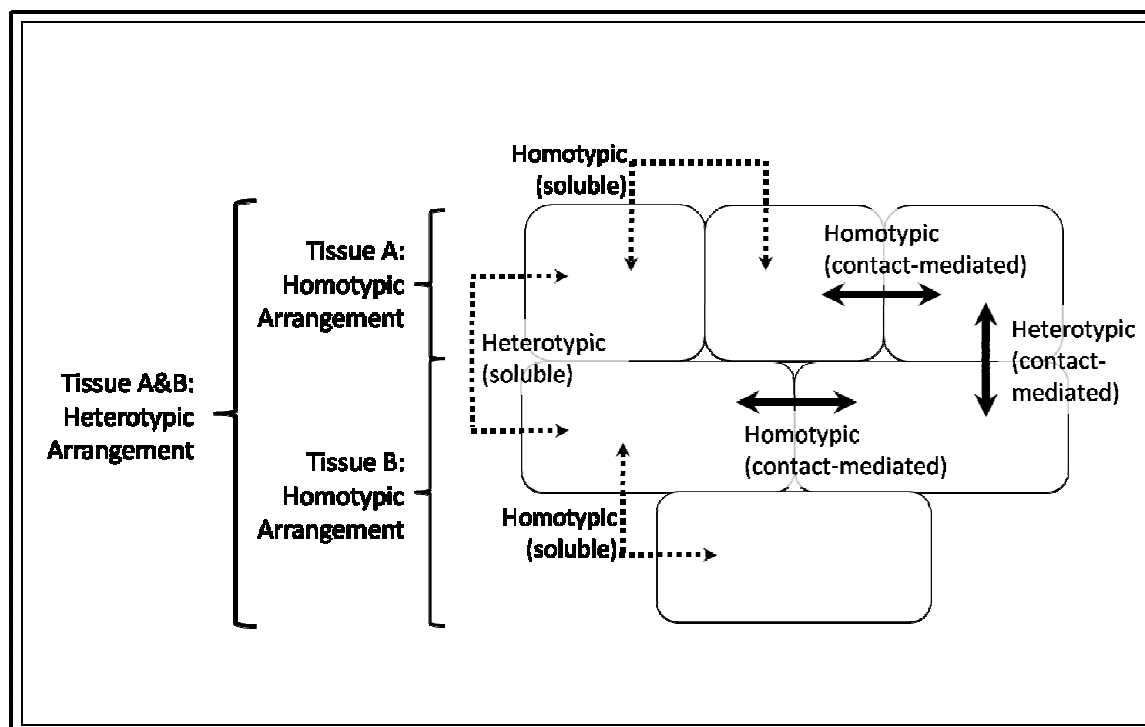 Homotypic
(soluble)
Tissue A:
Homotypic
Arrangement
Homotypic
(contact-mediated)
Heterotypic
(soluble)
Heterotypic
(contact-
mediated)
Tissue A&B:
Heterotypic
Arrangement
Homotypic
(contact-mediated)
Tissue B:
Homotypic
Arrangement
Homotypic
(soluble)